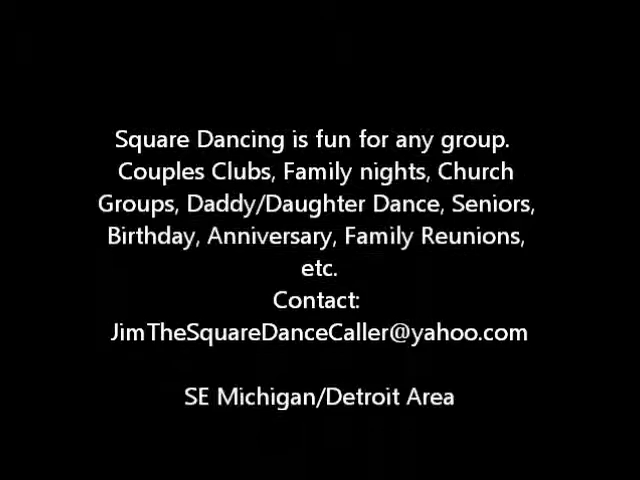 Square Dancing is fun for any group.
Couples Clubs, Family nights, Church
Groups, Daddy/Daughter Dance, Seniors,
Birthday, Anniversary, Family Reunions,
etc.
Contact:
JimTheSquareDanceCaller@yahoo.com
SE Michigan/Detroit Area